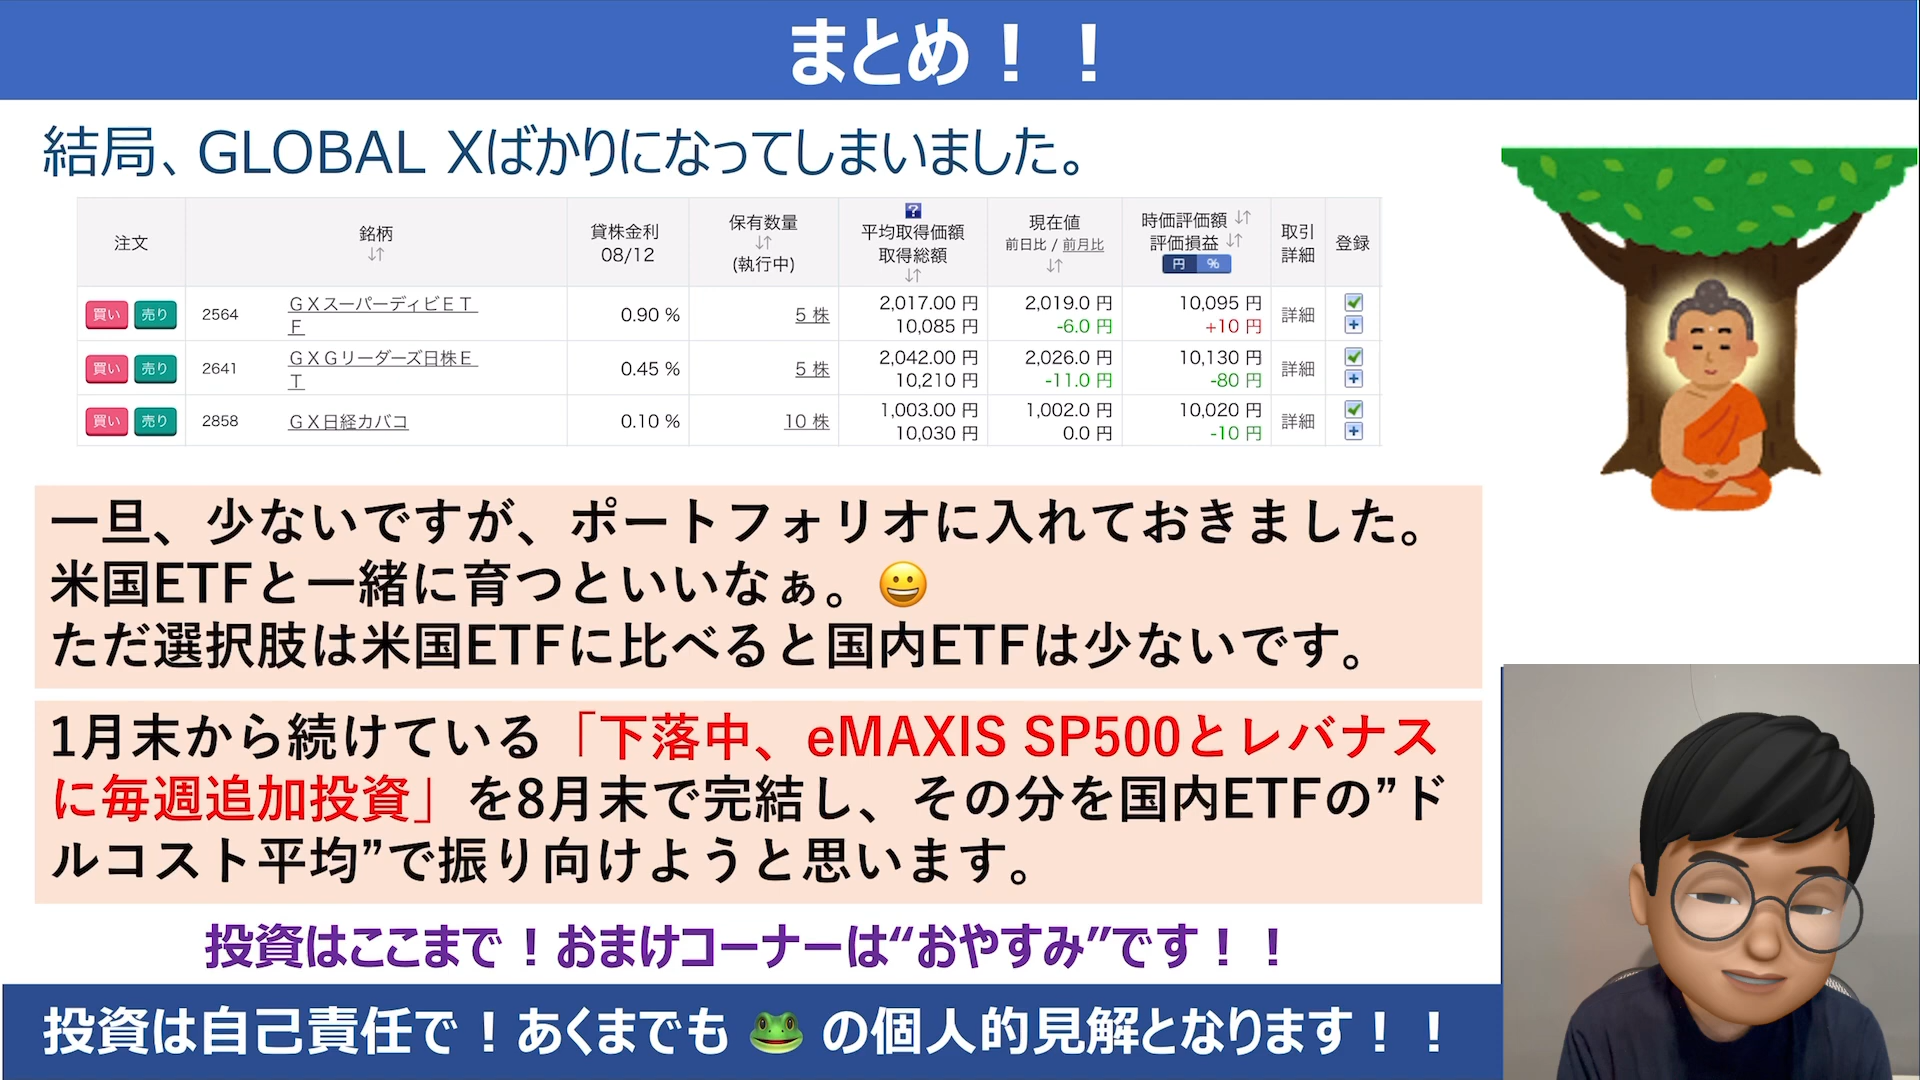 まとめ！！
結局、GLOBAL Xばかりになってしまいました。
注文 銘柄 貸株金利 08/12 保有数量 (執行中) ? 平均取得価額 取得総額 現在値 前日比 / 前月比 時価評価額 評価損益 円 % 取引 詳細 登録
買い 売り 2564 ＧＸスーパーディビＥＴＦ 0.90 % 5 株 2,017.00 円 10,085 円 2,019.0 円 -6.0 円 10,095 円 +10 円 詳細
買い 売り 2641 ＧＸＧリーダーズ日株ＥＴ 0.45 % 5 株 2,042.00 円 10,210 円 2,026.0 円 -11.0 円 10,130 円 -80 円 詳細
買い 売り 2858 ＧＸ日経カバコ 0.10 % 10 株 1,003.00 円 10,030 円 1,002.0 円 0.0 円 10,020 円 -10 円 詳細
一旦、少ないですが、ポートフォリオに入れておきました。
米国ETFと一緒に育つといいなぁ。😀
ただ選択肢は米国ETFに比べると国内ETFは少ないです。
1月末から続けている「下落中、eMAXIS SP500とレバナス
に毎週追加投資」を8月末で完結し、その分を国内ETFの”ド
ルコスト平均”で振り向けようと思います。
投資はここまで！おまけコーナーは“おやすみ”です！！
投資は自己責任で！あくまでも🐸の個人的見解となります！！